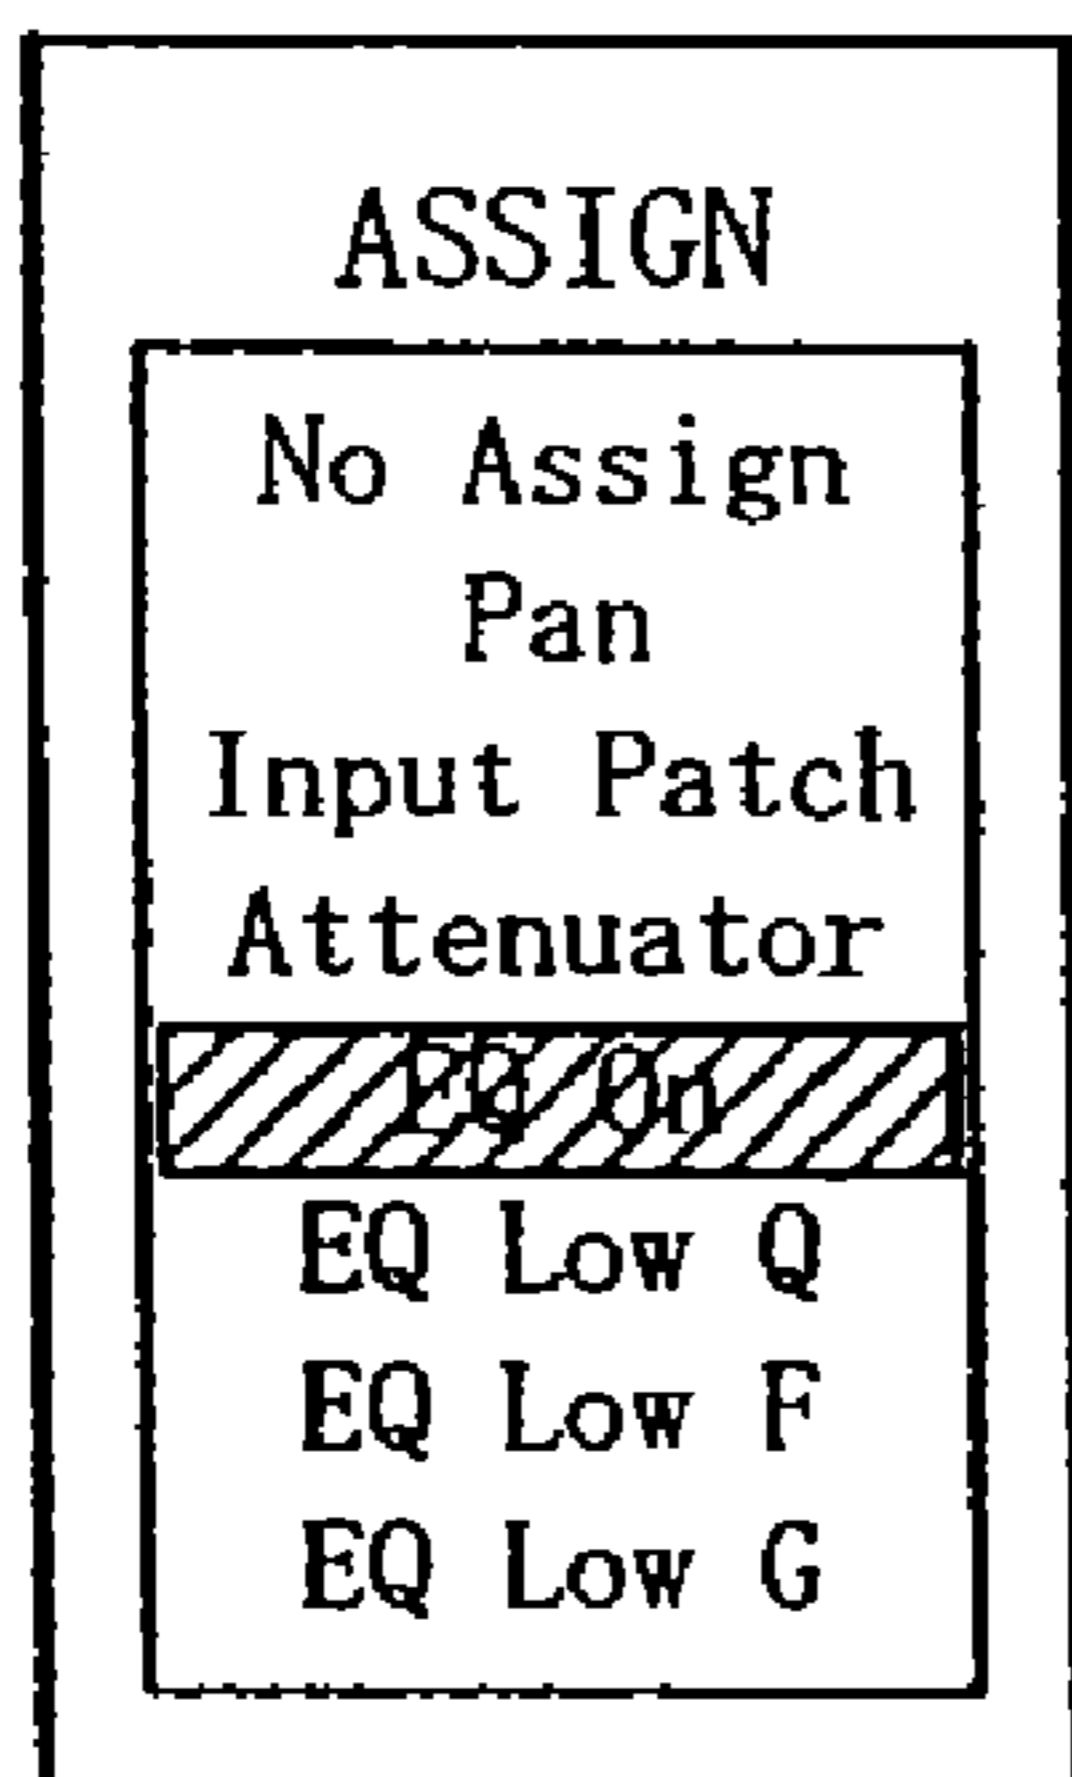 ASSIGN
No Assign
Pan
Input Patch
Attenuator
EQ On
EQ Low Q
EQ Low F
EQ Low G